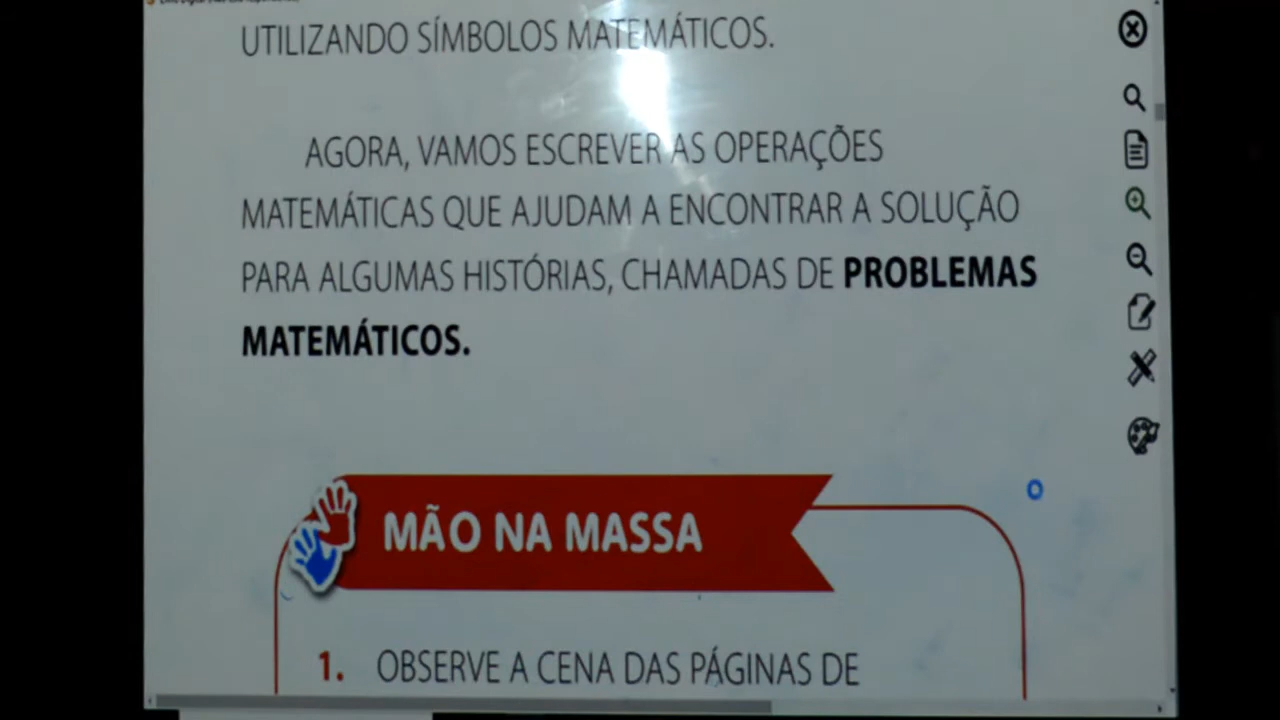 UTILIZANDO SÍMBOLOS MATEMÁTICOS.
AGORA, VAMOS ESCREVER AS OPERAÇÕES
MATEMÁTICAS QUE AJUDAM A ENCONTRAR A SOLUÇÃO
PARA ALGUMAS HISTÓRIAS, CHAMADAS DE PROBLEMAS
MATEMÁTICOS.
MÃO NA MASSA
1. OBSERVE A CENA DAS PÁGINAS DE